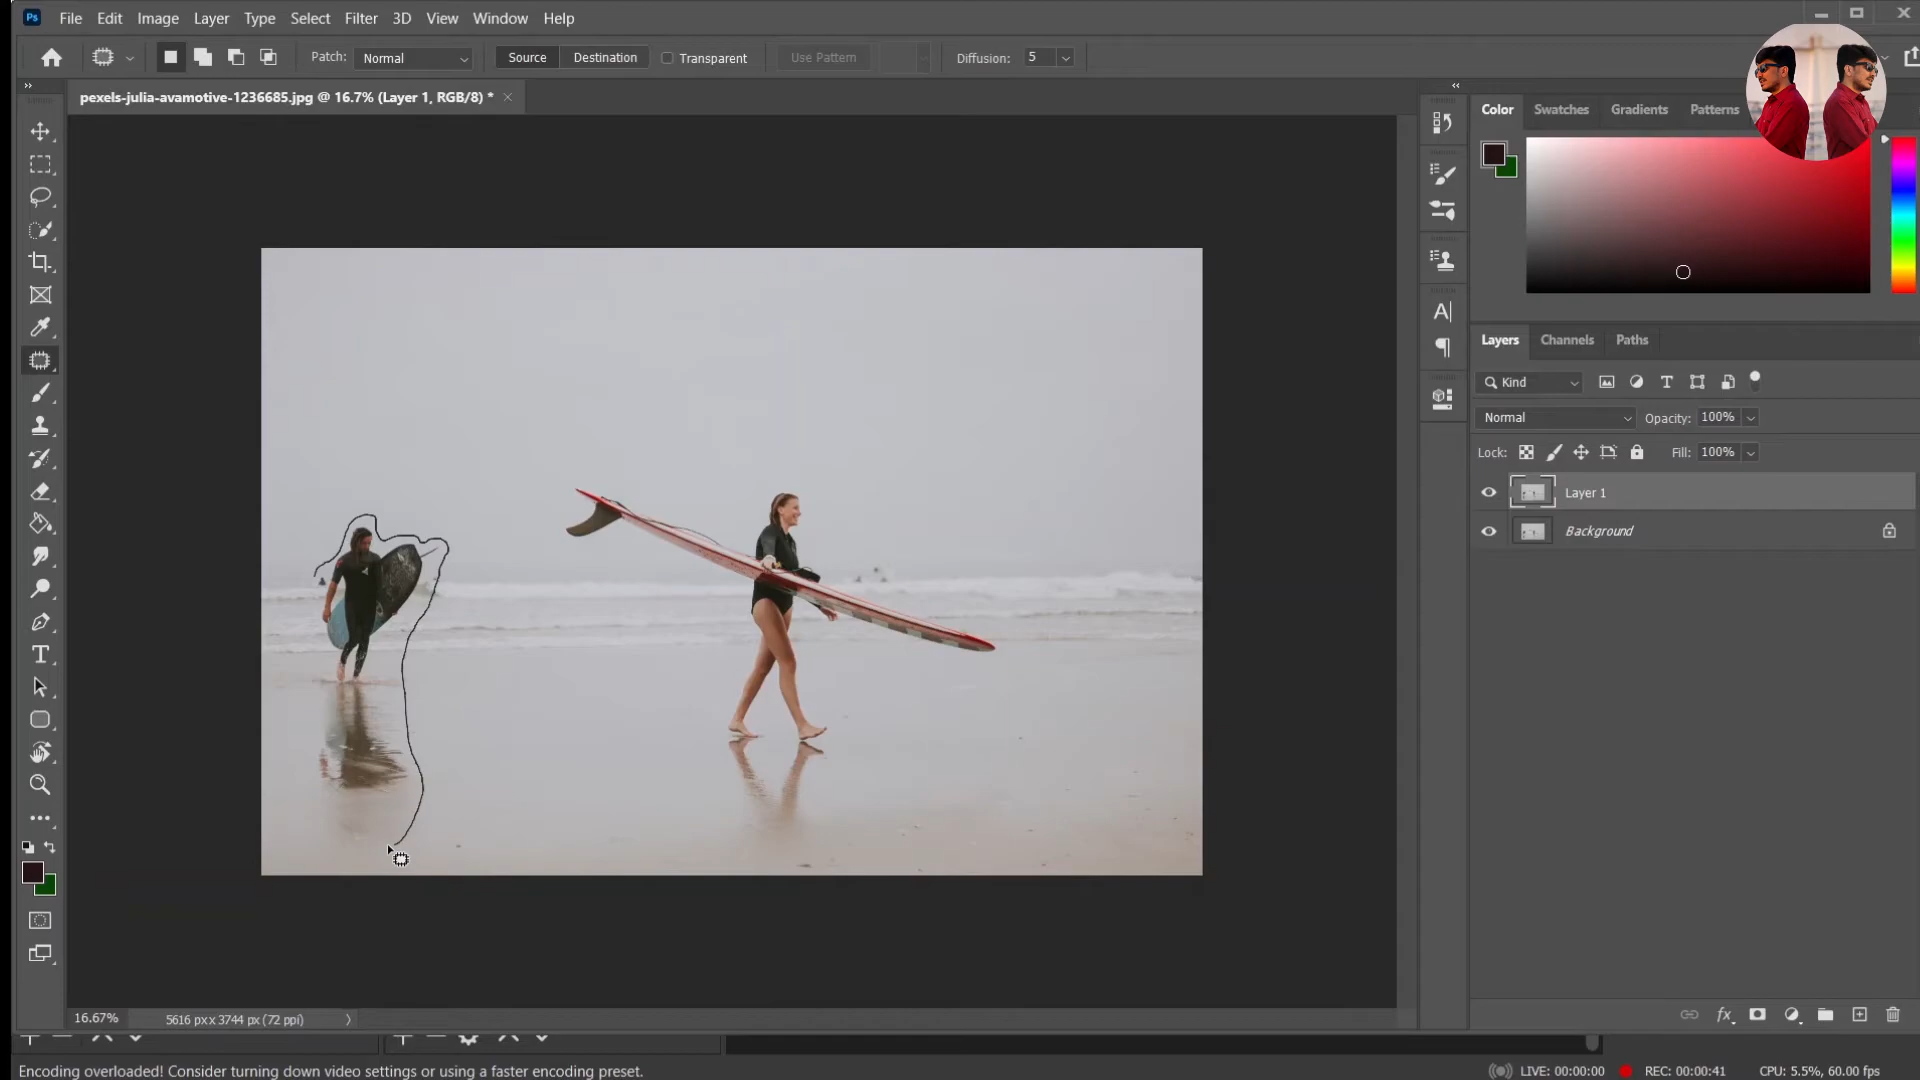 Ps File Edit Image Layer Type Select Filter 3D View Window Help
Patch: Normal Source Destination Transparent Use Pattern Diffusion: 5
pexels-julia-avamotive-1236685.jpg @ 16.7% (Layer 1, RGB/8) * ×
Color Swatches Gradients Patterns
Layers Channels Paths
Kind
Normal Opacity: 100%
Lock: Fill: 100%
Layer 1
Background
16.67% 5616 px x 3744 px (72 ppi)
Encoding overloaded! Consider turning down video settings or using a faster encoding preset. LIVE: 00:00:00 REC: 00:00:41 CPU: 5.5%, 60.00 fps